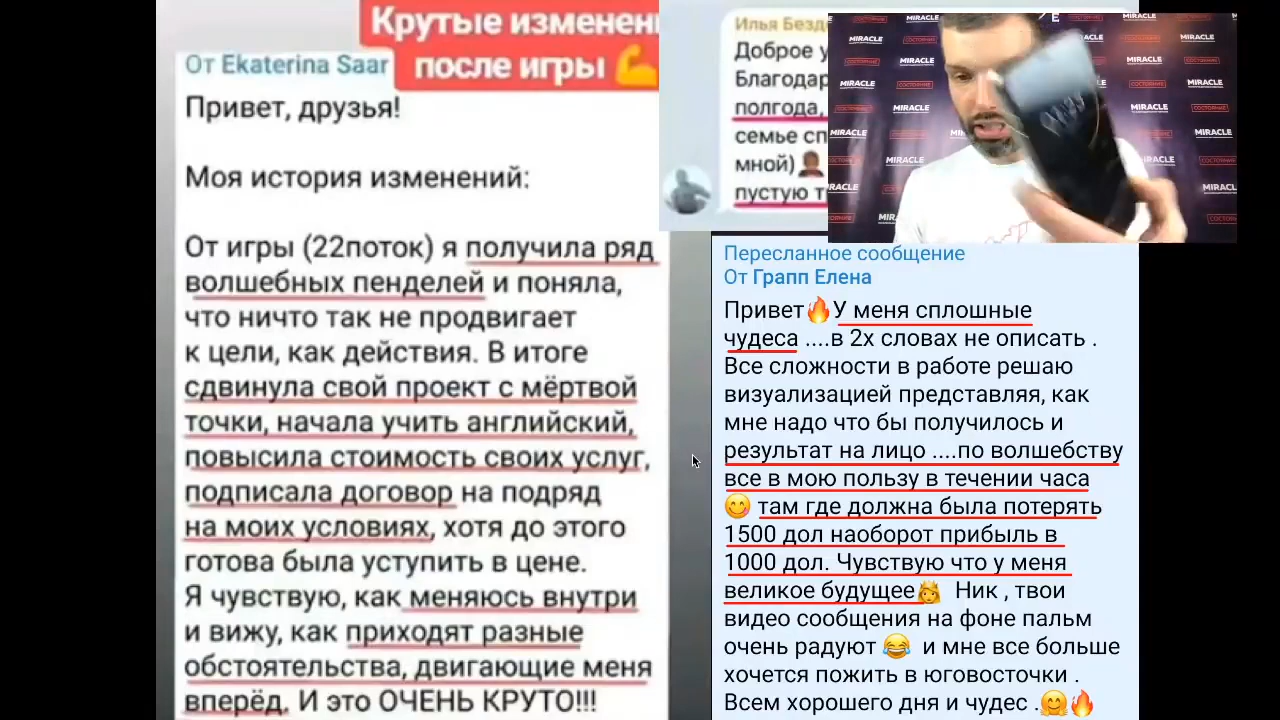 Крутые изменен
после игры 💪
От Ekaterina Saar
Привет, друзья!
Моя история изменений:
От игры (22поток) я получила ряд
волшебных пенделей и поняла,
что ничто так не продвигает
к цели, как действия. В итоге
сдвинула свой проект с мёртвой
точки, начала учить английский,
повысила стоимость своих услуг,
подписала договор на подряд
на моих условиях, хотя до этого
готова была уступить в цене.
Я чувствую, как меняюсь внутри
и вижу, как приходят разные
обстоятельства, двигающие меня
вперёд. И это ОЧЕНЬ КРУТО!!!
Илья Безд
Доброе у
Благодар
полгода,
семье сп
мной)
пустую т
MIRACLE
СОСТОЯНИЕ
Пересланное сообщение
От Грапп Елена
Привет🔥У меня сплошные
чудеса ....в 2х словах не описать .
Все сложности в работе решаю
визуализацией представляя, как
мне надо что бы получилось и
результат на лицо ....по волшебству
все в мою пользу в течении часа
😋 там где должна была потерять
1500 дол наоборот прибыль в
1000 дол. Чувствую что у меня
великое будущее👸 Ник , твои
видео сообщения на фоне пальм
очень радуют 😂 и мне все больше
хочется пожить в юговосточки .
Всем хорошего дня и чудес .🤗🔥